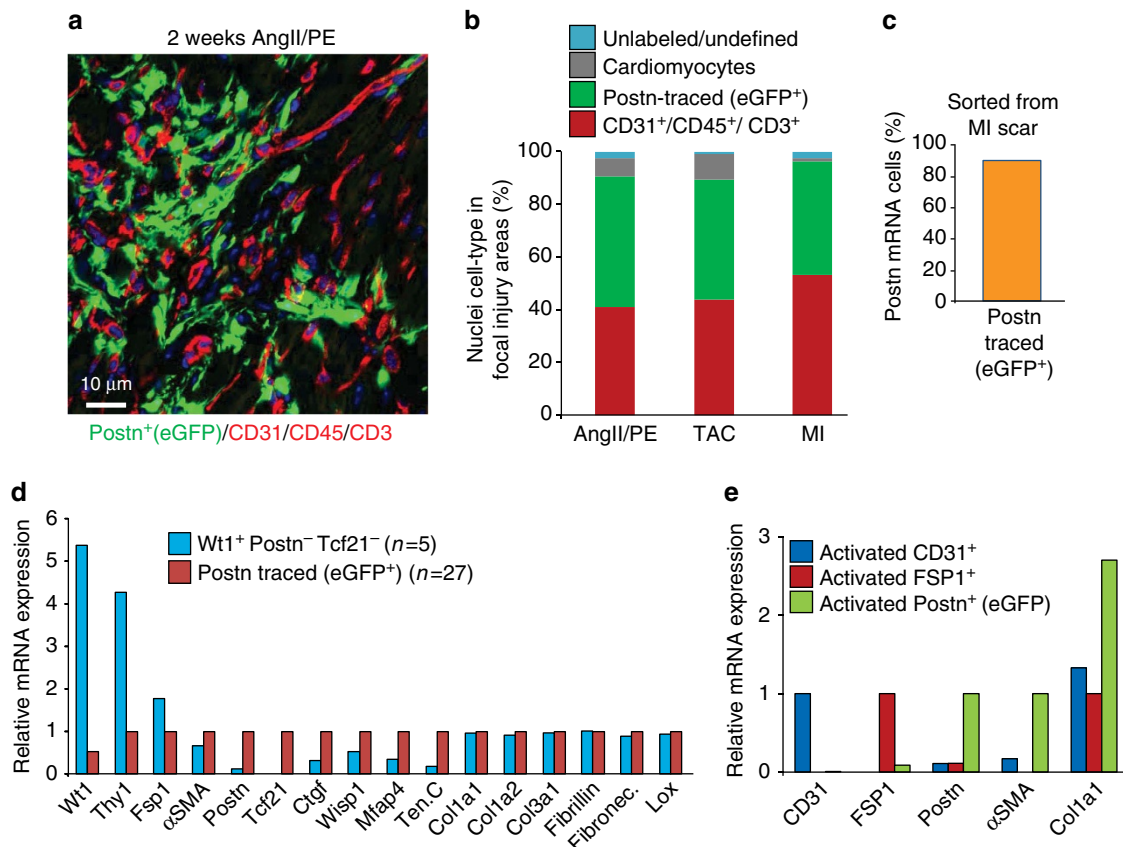 a
2 weeks AngII/PE
10 μm
Postn⁺(eGFP)/CD31/CD45/CD3
b
Unlabeled/undefined
Cardiomyocytes
Postn-traced (eGFP⁺)
CD31⁺/CD45⁺/ CD3⁺
Nuclei cell-type in
focal injury areas (%)
100
80
60
40
20
0
AngII/PE TAC MI
c
Sorted from
MI scar
Postn mRNA cells (%)
100
80
60
40
20
0
Postn
traced
(eGFP⁺)
d
Relative mRNA expression
6
5
4
3
2
1
0
Wt1⁺ Postn⁻ Tcf21⁻ (n=5)
Postn traced (eGFP⁺) (n=27)
Wt1 Thy1 Fsp1 αSMA Postn Tcf21 Ctgf Wisp1 Mfap4 Ten.C Col1a1 Col1a2 Col3a1 Fibrillin Fibronec. Lox
e
Relative mRNA expression
3
2
1
0
Activated CD31⁺
Activated FSP1⁺
Activated Postn⁺ (eGFP)
CD31 FSP1 Postn αSMA Col1a1